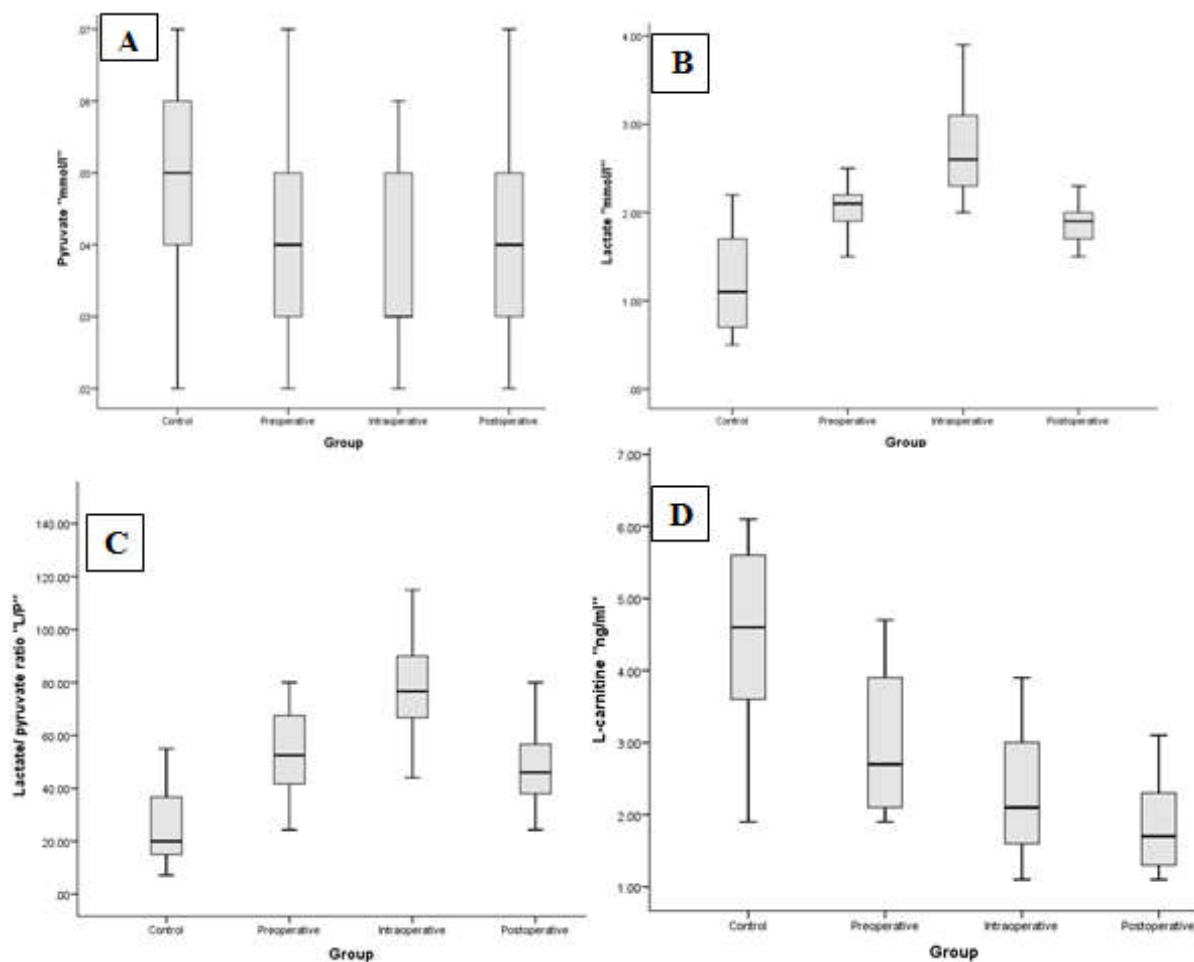 A
Pyruvate "mmol/l"
.07
.06
.05
.04
.03
.02
Control
Preoperative
Intraoperative
Postoperative
Group
B
Lactate "mmol/l"
4.00
3.00
2.00
1.00
.00
Control
Preoperative
Intraoperative
Postoperative
Group
C
Lactate/ pyruvate ratio "L/P"
140.00
120.00
100.00
80.00
60.00
40.00
20.00
.00
Control
Preoperative
Intraoperative
Postoperative
Group
D
L-carnitine "ng/ml"
7.00
6.00
5.00
4.00
3.00
2.00
1.00
Control
Preoperative
Intraoperative
Postoperative
Group